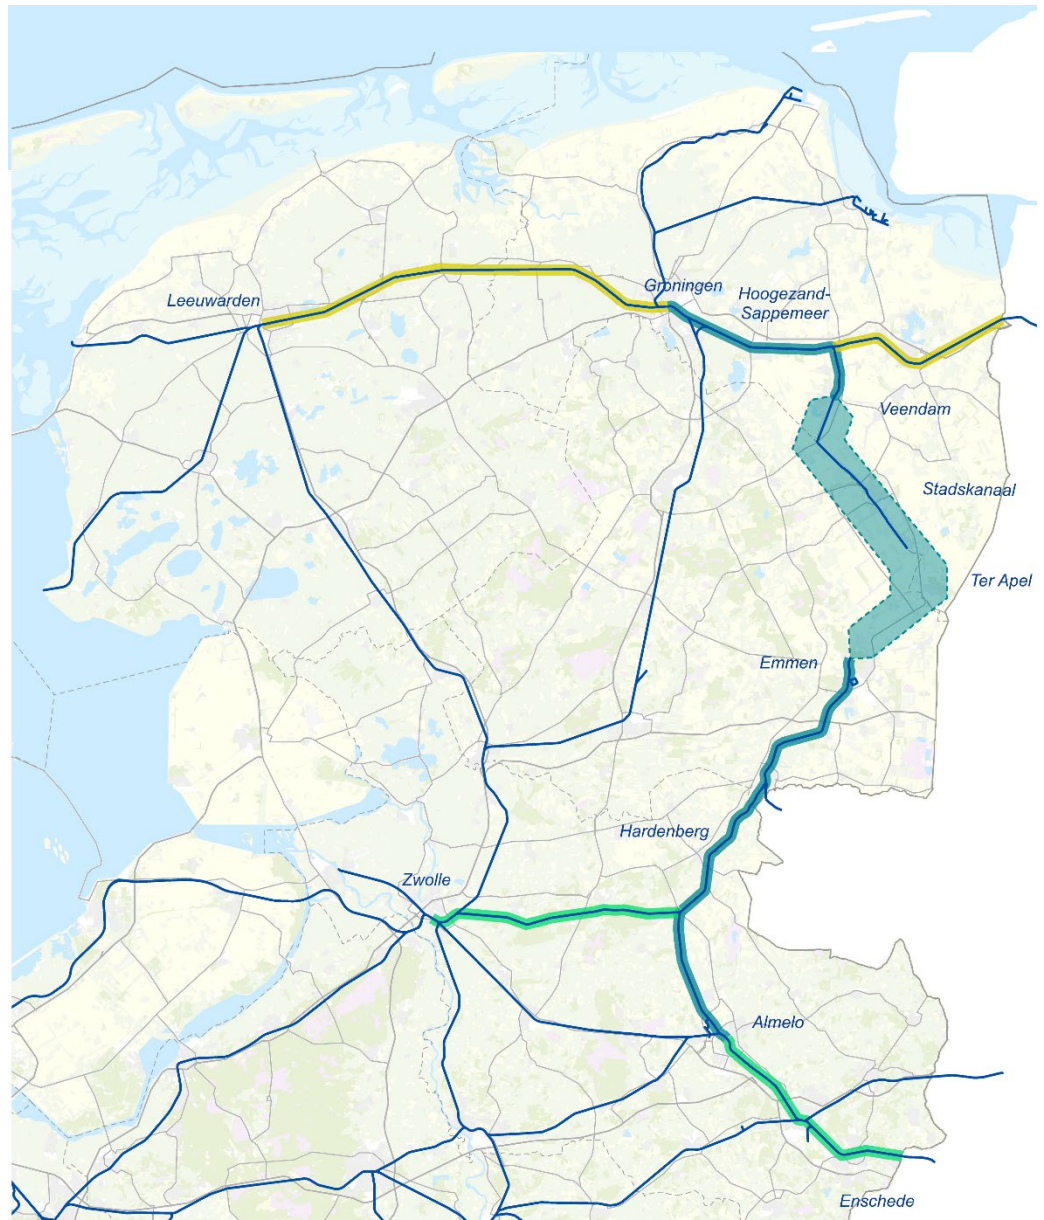 Leeuwarden
Groningen
Hoogezand-
Sappemeer
Veendam
Stadskanaal
Ter Apel
Emmen
Hardenberg
Zwolle
Almelo
Enschede